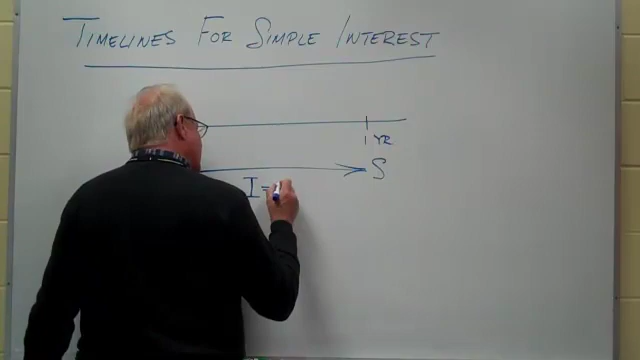 TIMELINES FOR SIMPLE INTEREST
1 YR
S
I =